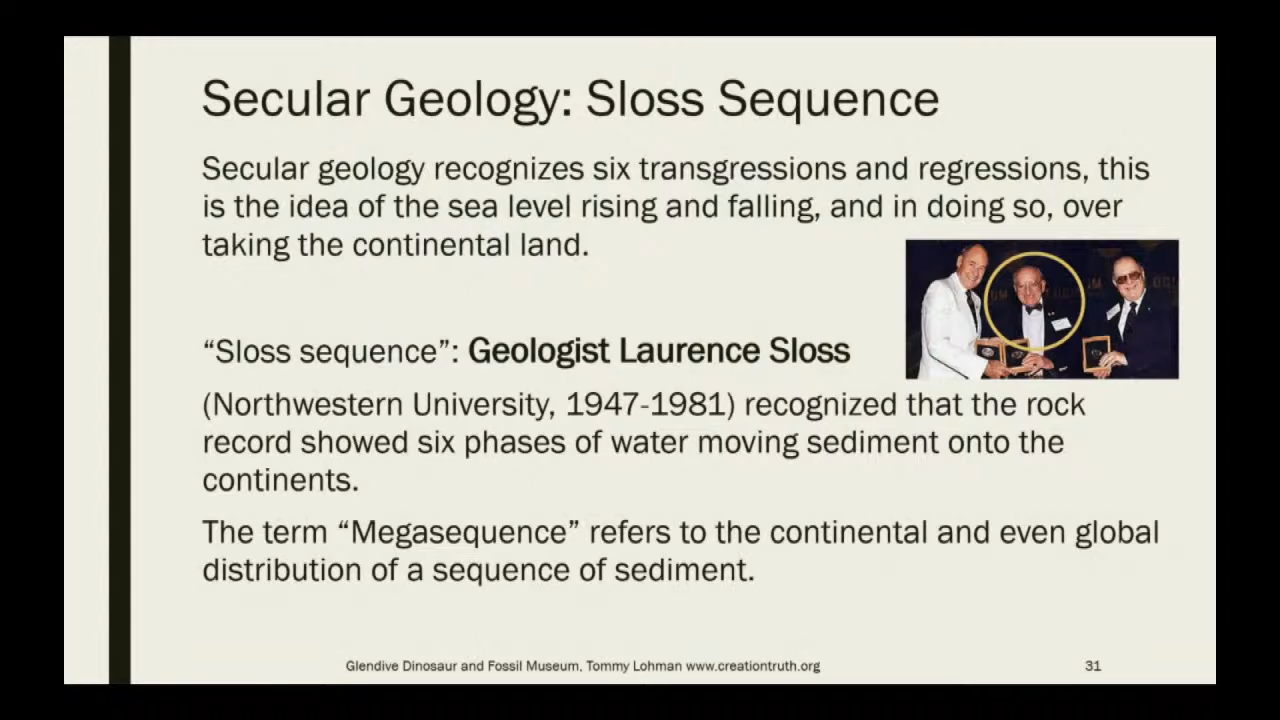 Secular Geology: Sloss Sequence
Secular geology recognizes six transgressions and regressions, this
is the idea of the sea level rising and falling, and in doing so, over
taking the continental land.
“Sloss sequence”: Geologist Laurence Sloss
(Northwestern University, 1947-1981) recognized that the rock
record showed six phases of water moving sediment onto the
continents.
The term “Megasequence” refers to the continental and even global
distribution of a sequence of sediment.
Glendive Dinosaur and Fossil Museum, Tommy Lohman www.creationtruth.org
31